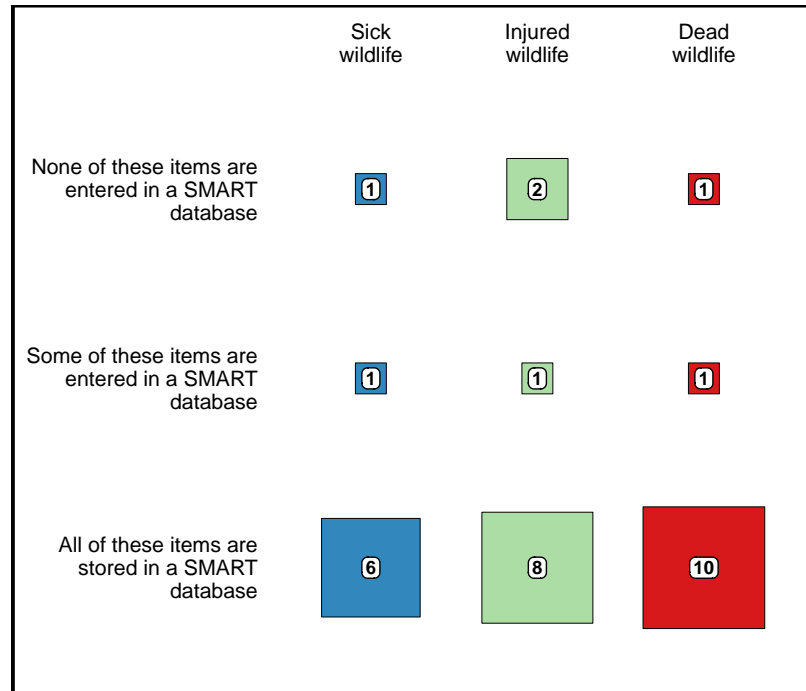 Sick
wildlife
Injured
wildlife
Dead
wildlife
None of these items are
entered in a SMART
database
1
2
1
Some of these items are
entered in a SMART
database
1
1
1
All of these items are
stored in a SMART
database
6
8
10